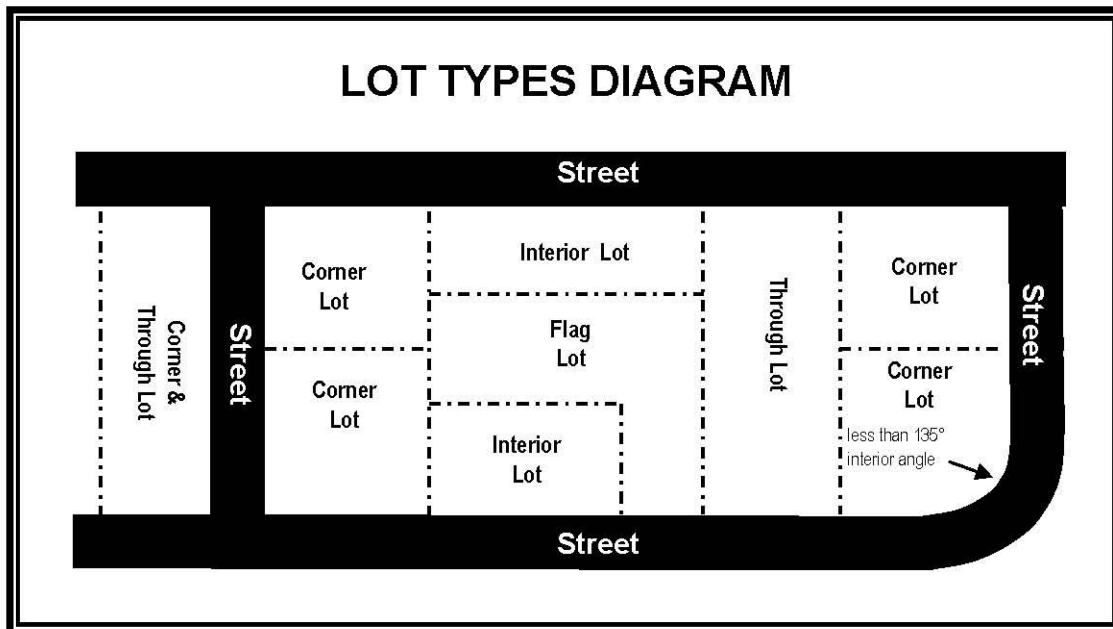 LOT TYPES DIAGRAM
Street
Corner &
Through Lot
Street
Corner
Lot
Corner
Lot
Interior Lot
Flag
Lot
Interior
Lot
Through Lot
Corner
Lot
Corner
Lot
less than 135°
interior angle
Street
Street